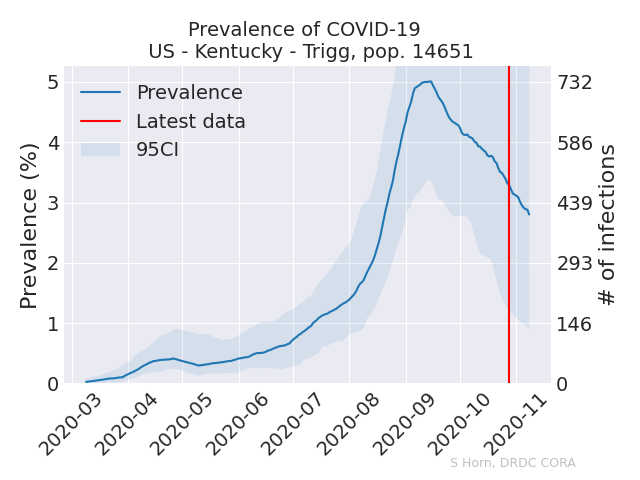 Prevalence of COVID-19
US - Kentucky - Trigg, pop. 14651
Prevalence
Latest data
95CI
Prevalence (%)
5
4
3
2
1
0
732
586
439
293
146
0
# of infections
2020-03
2020-04
2020-05
2020-06
2020-07
2020-08
2020-09
2020-10
2020-11
S Horn, DRDC CORA